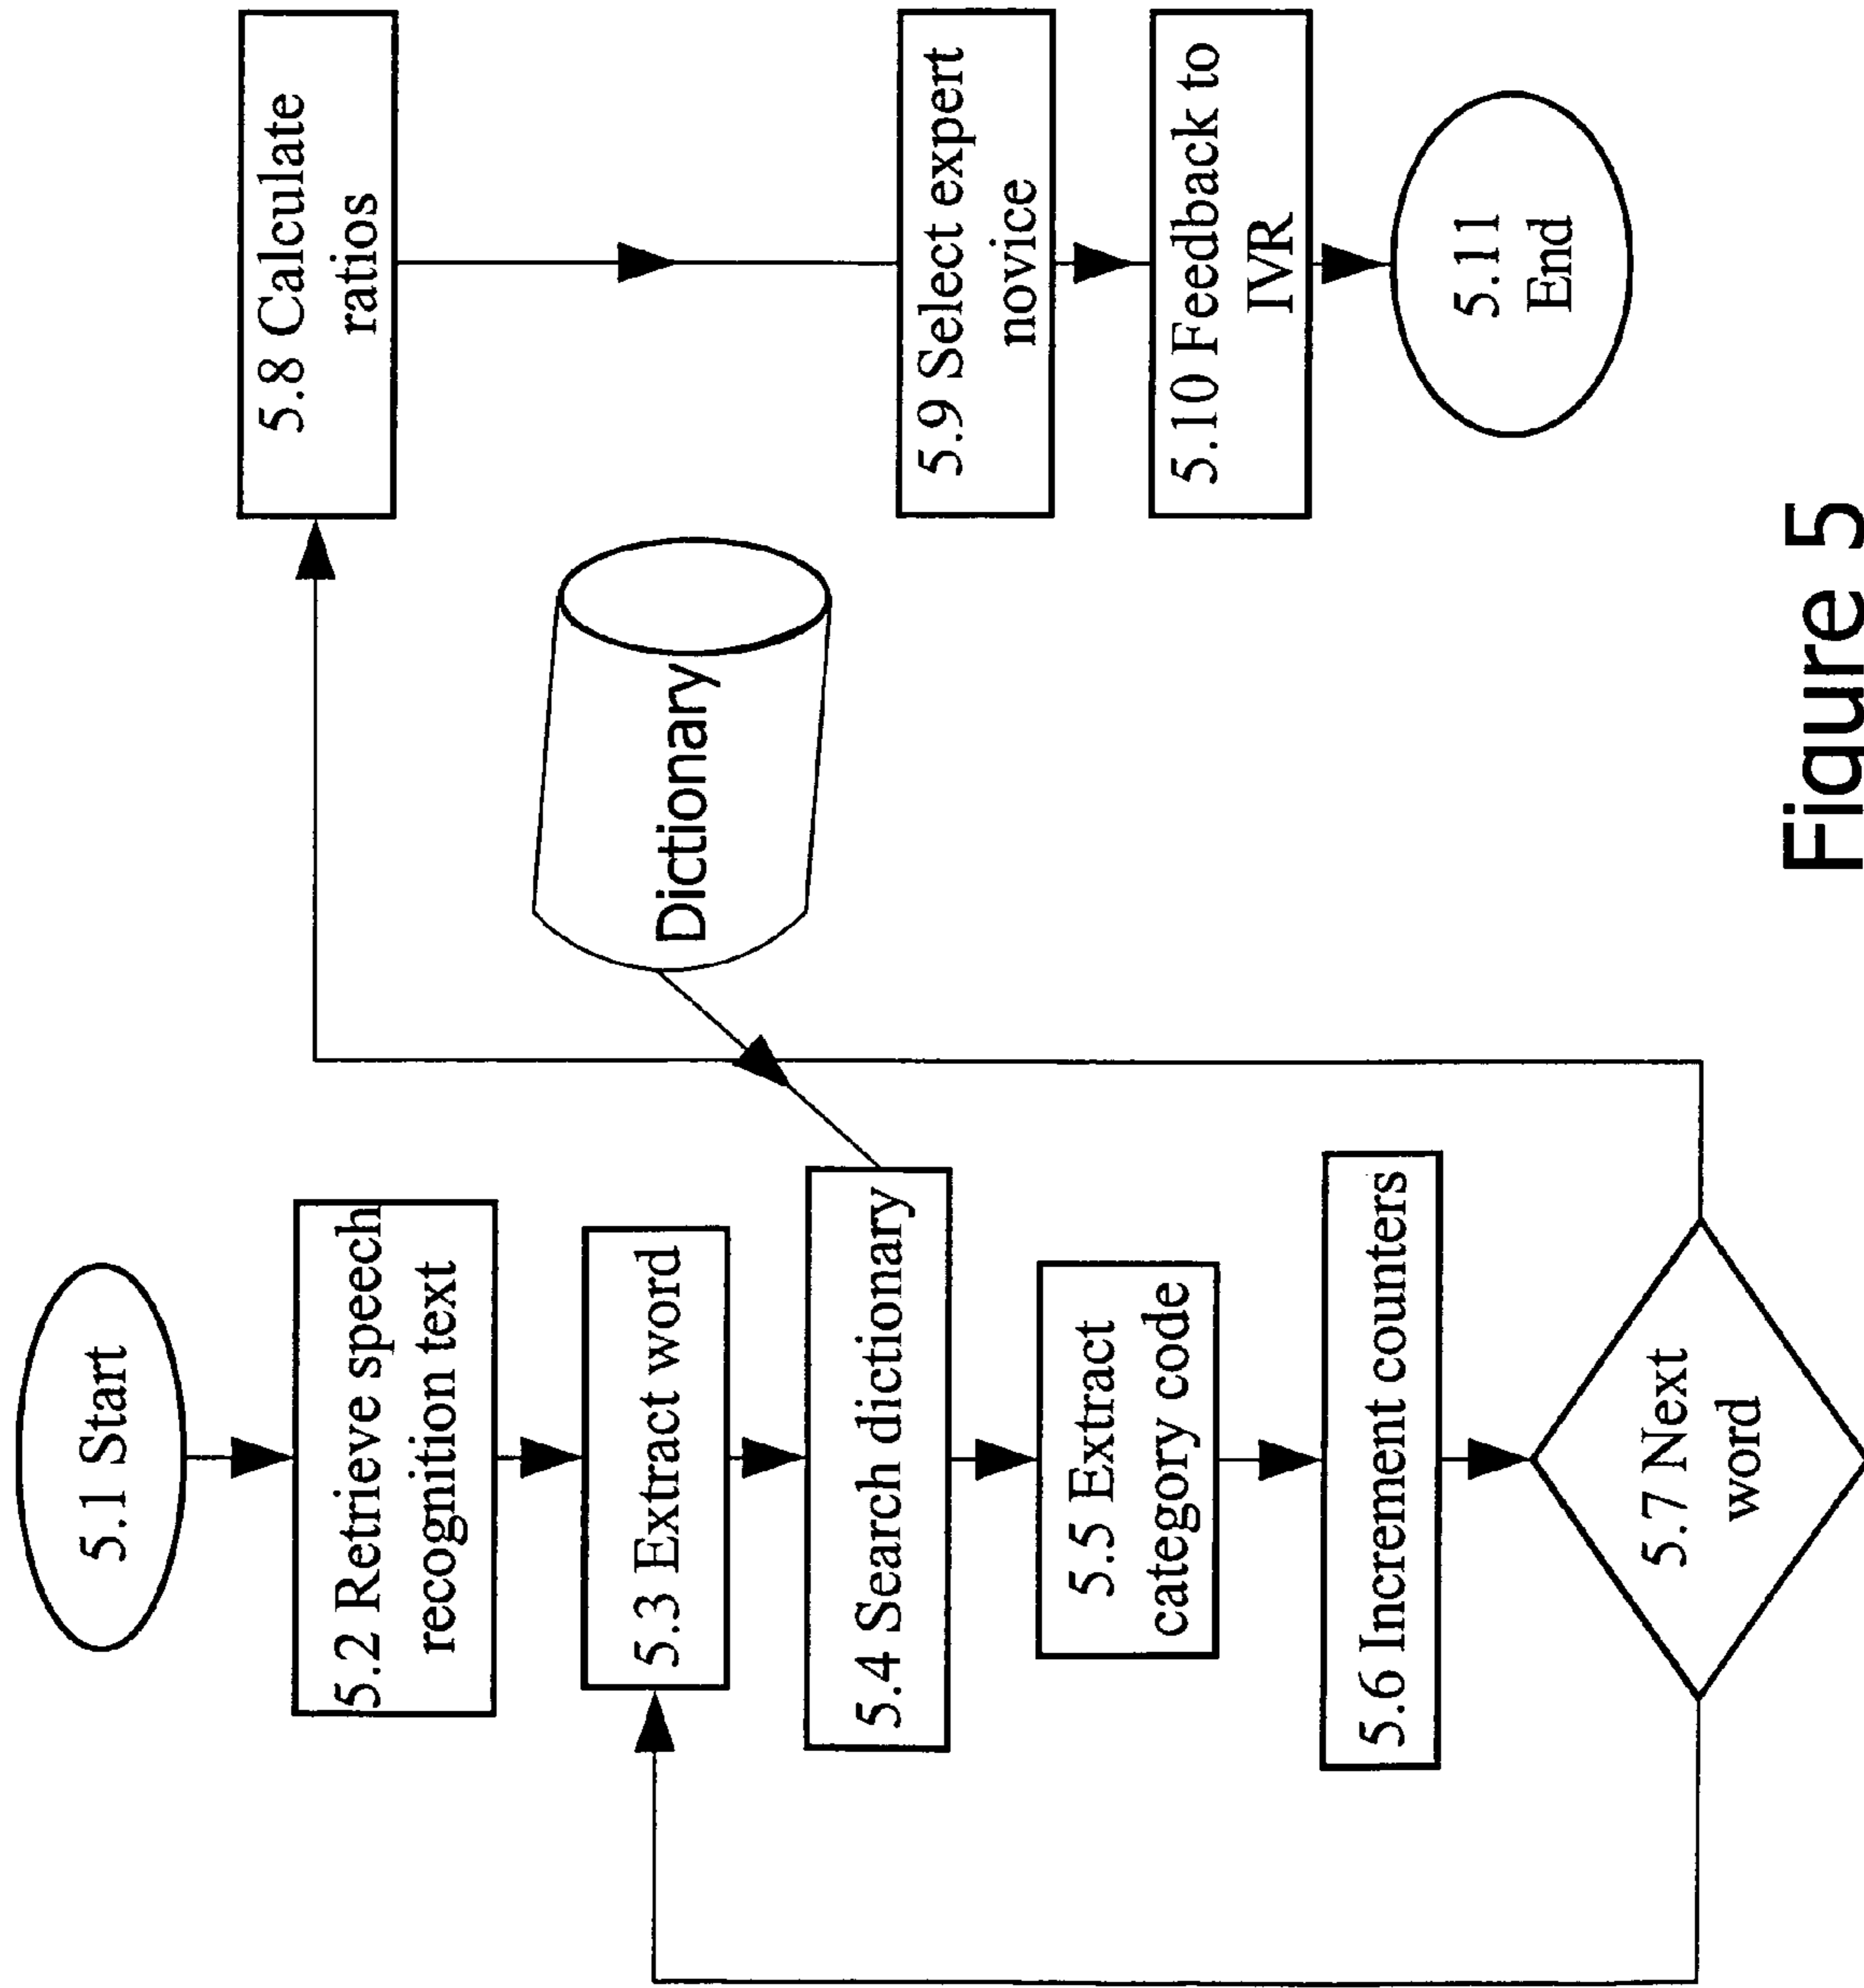 5.1 Start
5.2 Retrieve speech
recognition text
5.3 Extract word
5.4 Search dictionary
5.5 Extract
category code
5.6 Increment counters
5.7 Next
word
Dictionary
5.8 Calculate
ratios
5.9 Select expert
novice
5.10 Feedback to
IVR
5.11
End
Figure 5